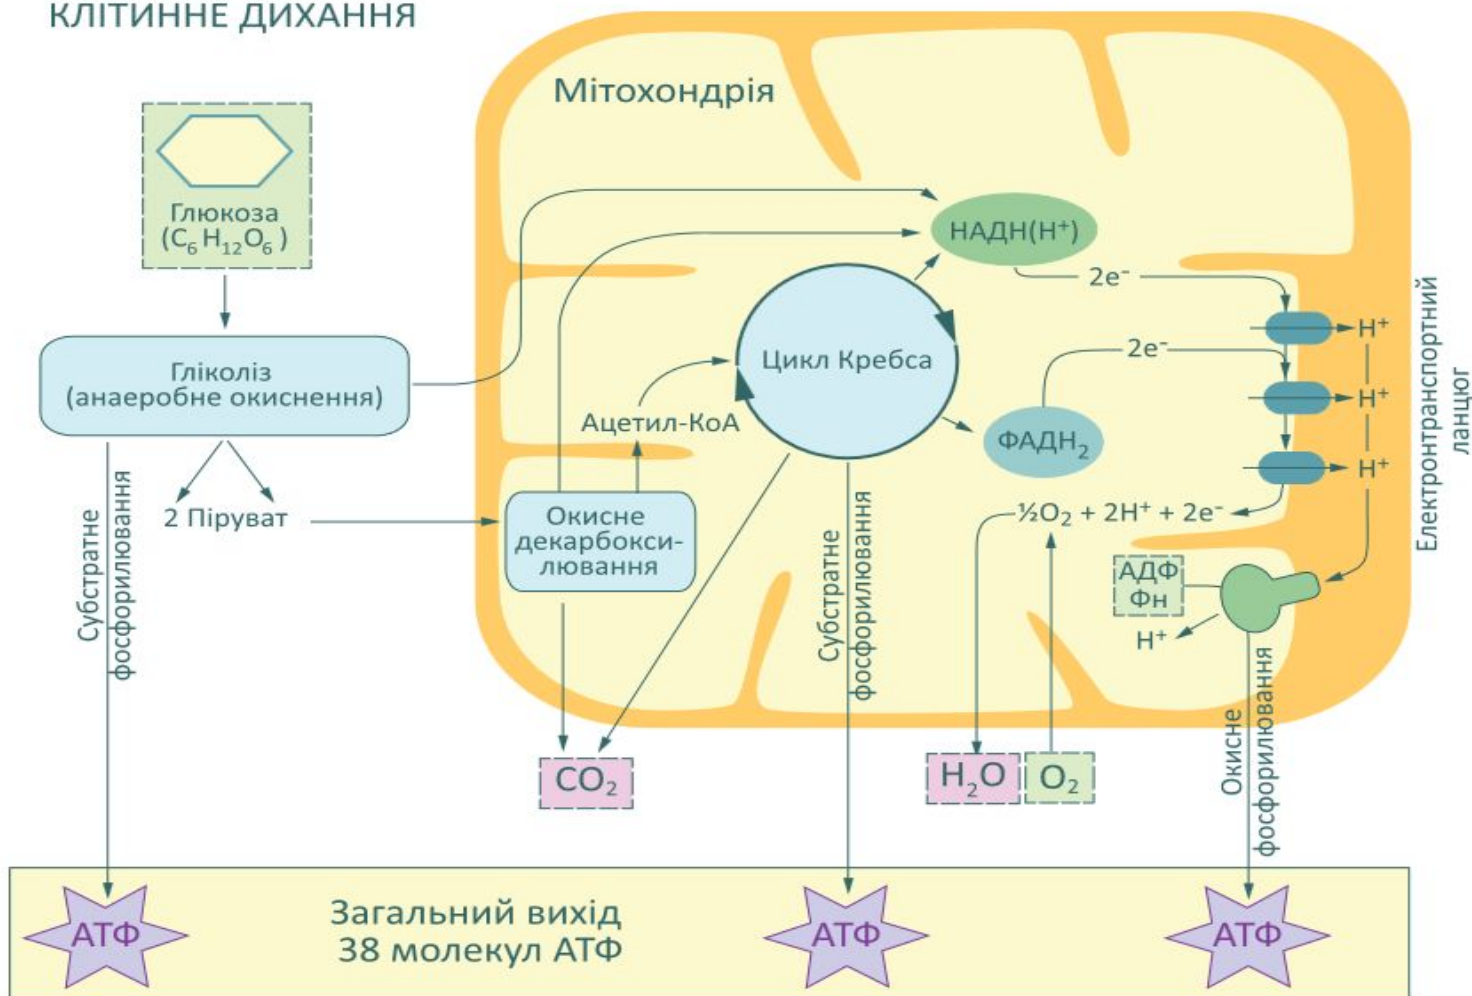 КЛІТИННЕ ДИХАННЯ
Мітохондрія
Глюкоза
(C₆H₁₂O₆)
НАДН(H⁺)
2e⁻
Гліколіз
(анаеробне окиснення)
Цикл Кребса
2e⁻
H⁺
H⁺
H⁺
Електронтранспортний
ланцюг
Ацетил-КоА
ФАДН₂
2 Піруват
Окисне
декарбокси-
лювання
½O₂ + 2H⁺ + 2e⁻
АДФ
Фн
H⁺
Субстратне
фосфорилювання
Субстратне
фосфорилювання
Окисне
фосфорилювання
CO₂
H₂O
O₂
АТФ
Загальний вихід
38 молекул АТФ
АТФ
АТФ